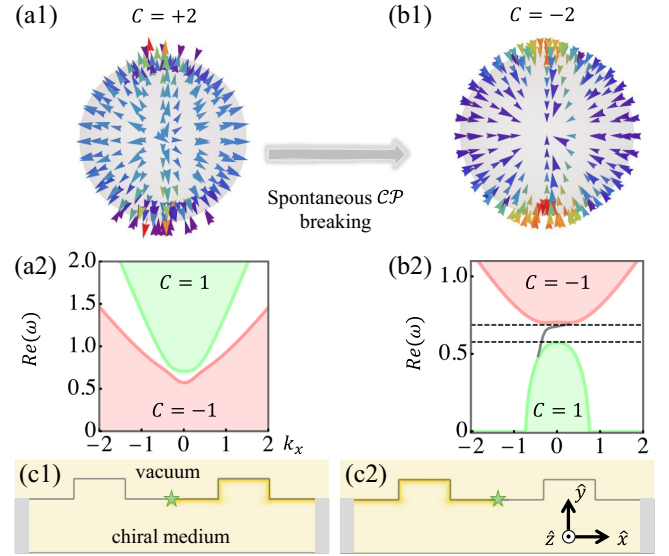 (a1)
C = +2
(b1)
C = −2
Spontaneous 𝒞𝒫
breaking
(a2)
2.0
1.5
1.0
0.5
0
Re(ω)
C = 1
C = −1
−2
−1
0
1
2
k_x
(b2)
1.0
0.5
0
Re(ω)
C = −1
C = 1
−2
−1
0
1
2
(c1)
vacuum
chiral medium
(c2)
ŷ
ẑ
x̂